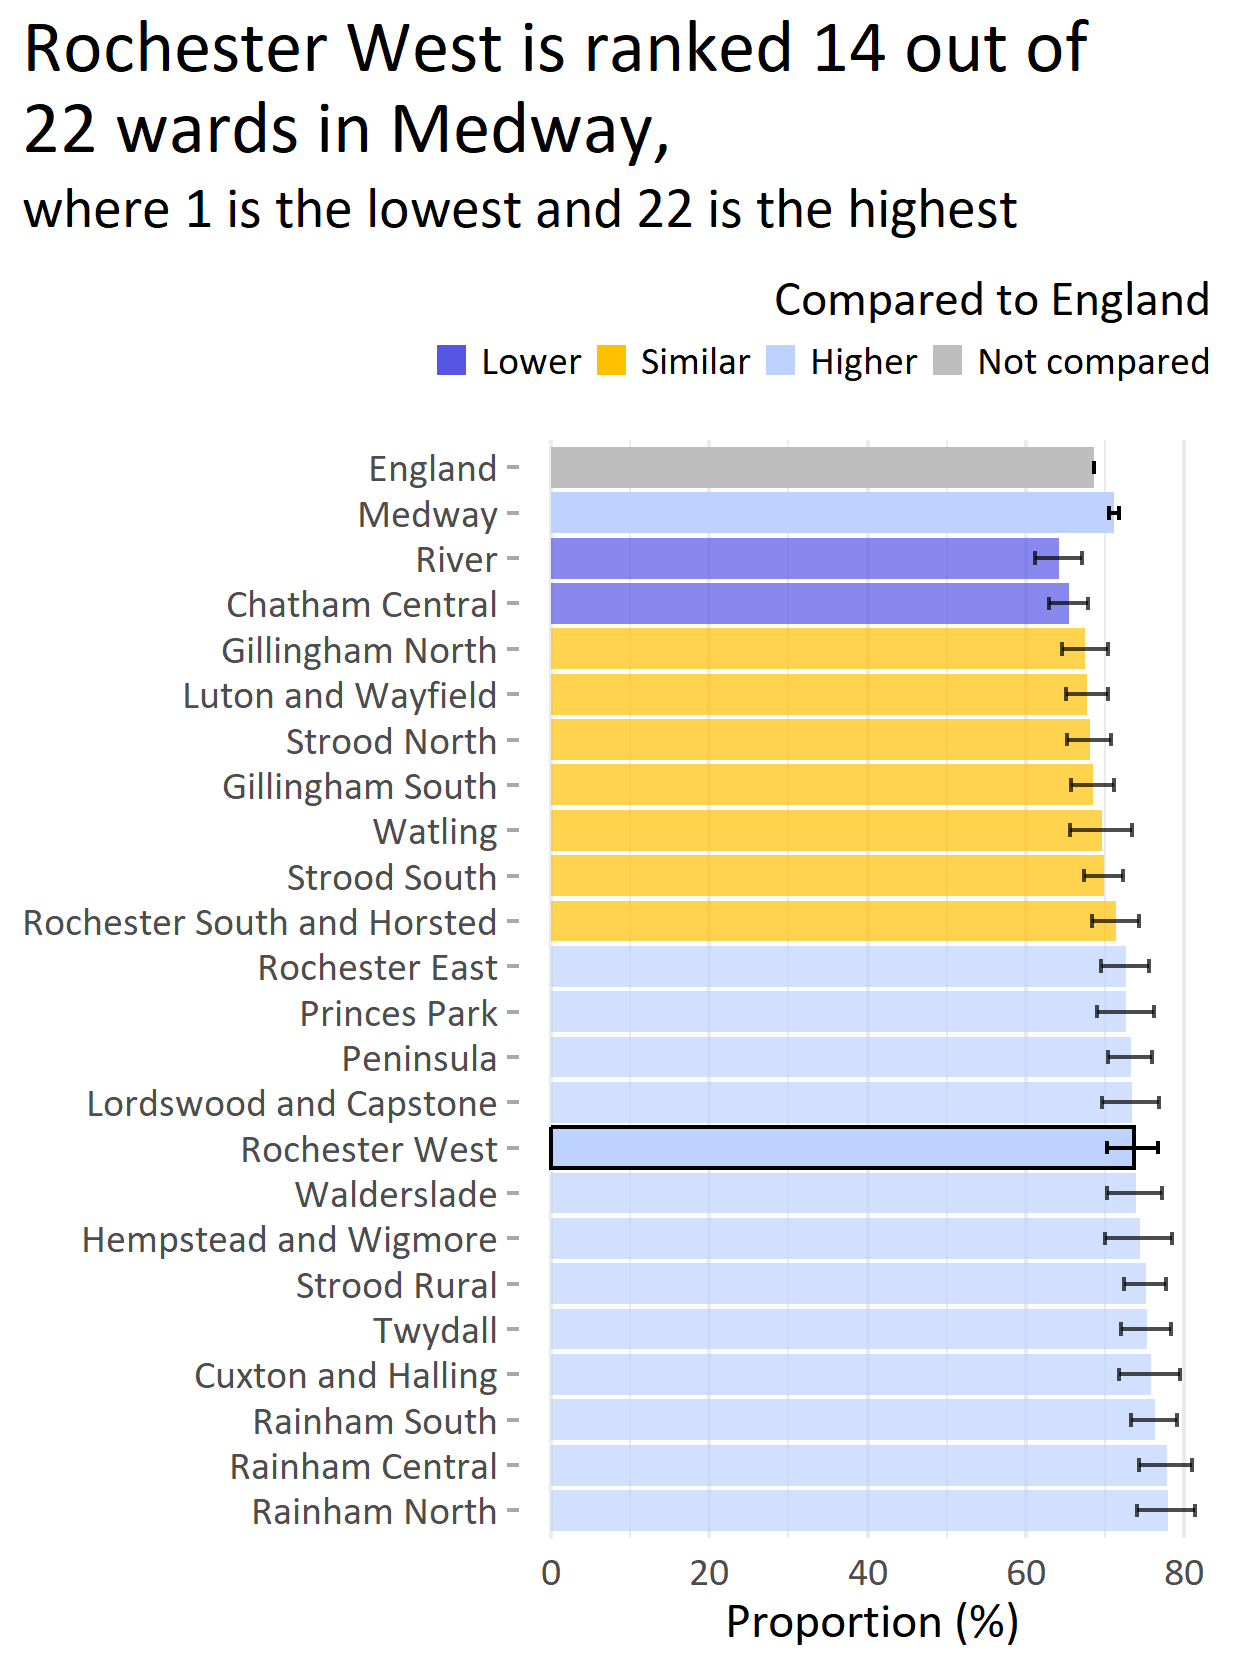 Rochester West is ranked 14 out of
22 wards in Medway,
where 1 is the lowest and 22 is the highest
Compared to England
Lower Similar Higher Not compared
England
Medway
River
Chatham Central
Gillingham North
Luton and Wayfield
Strood North
Gillingham South
Watling
Strood South
Rochester South and Horsted
Rochester East
Princes Park
Peninsula
Lordswood and Capstone
Rochester West
Walderslade
Hempstead and Wigmore
Strood Rural
Twydall
Cuxton and Halling
Rainham South
Rainham Central
Rainham North
0 20 40 60 80
Proportion (%)